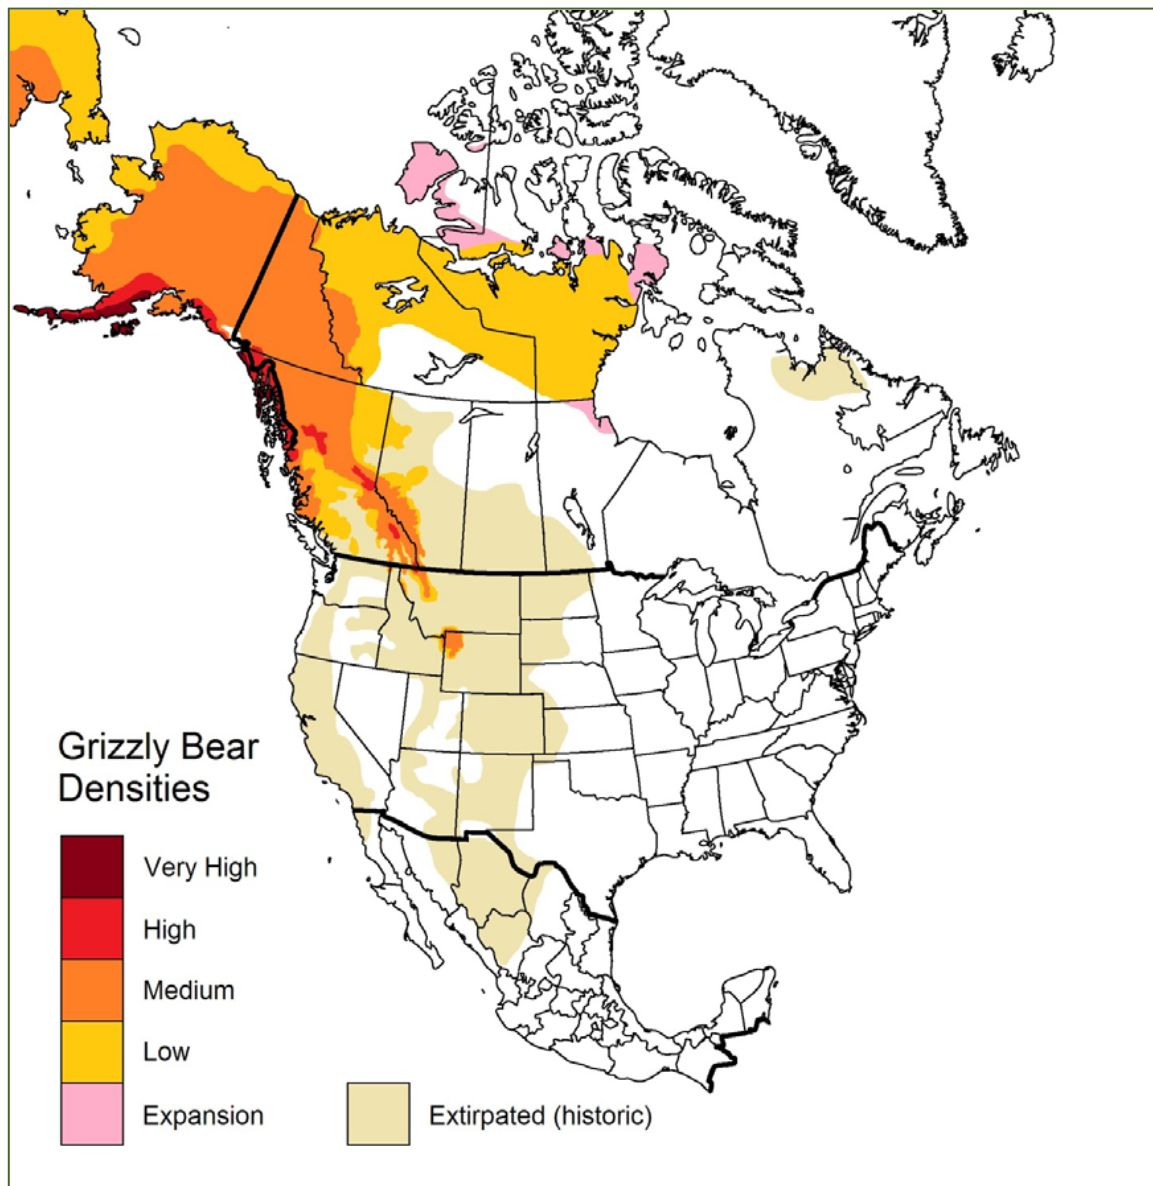 Grizzly Bear
Densities
Very High
High
Medium
Low
Expansion
Extirpated (historic)